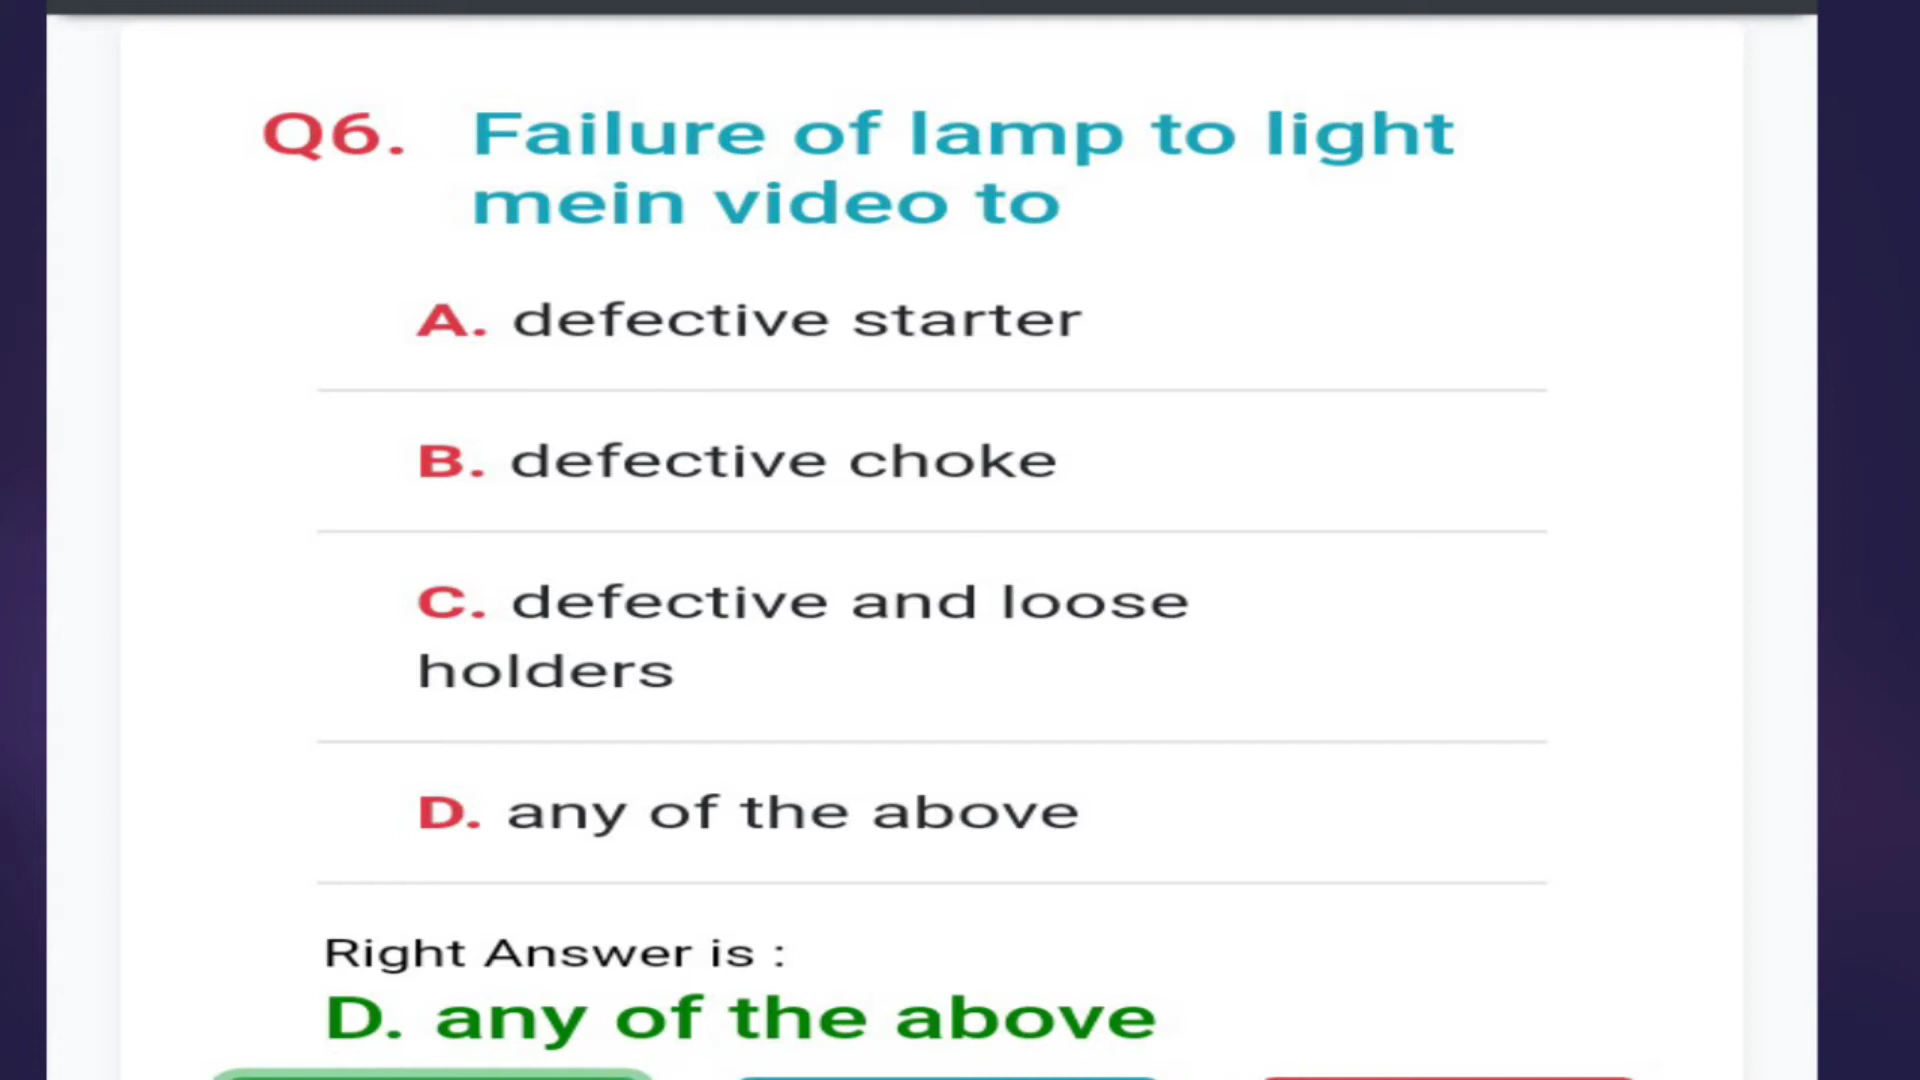 Q6. Failure of lamp to light
mein video to
A. defective starter
B. defective choke
C. defective and loose
holders
D. any of the above
Right Answer is :
D. any of the above